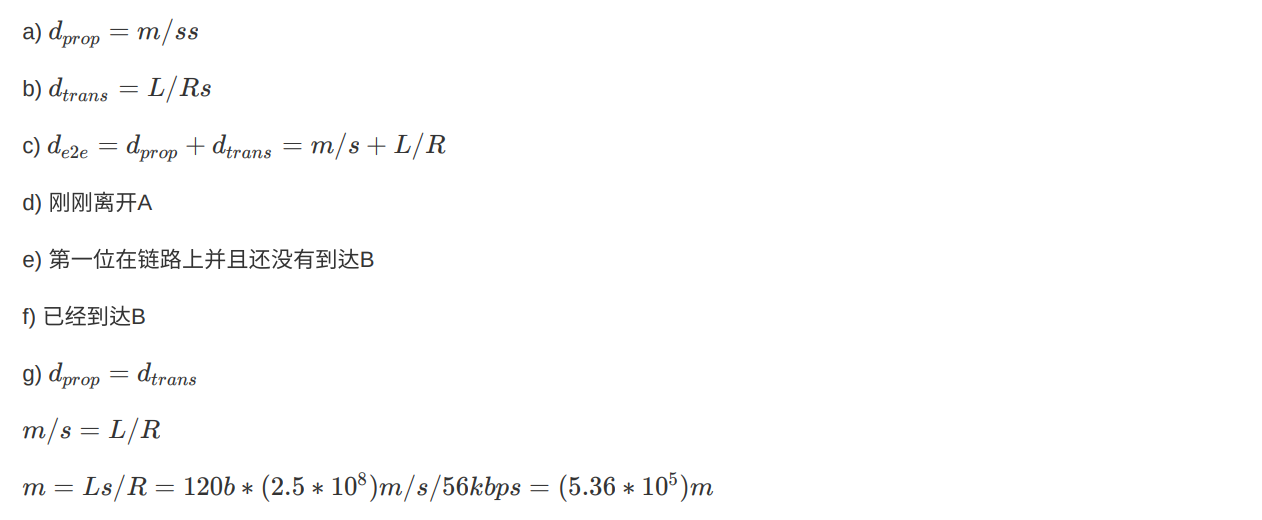 a) d_{prop} = m/ss
b) d_{trans} = L/Rs
c) d_{e2e} = d_{prop} + d_{trans} = m/s + L/R
d) 刚刚离开A
e) 第一位在链路上并且还没有到达B
f) 已经到达B
g) d_{prop} = d_{trans}
m/s = L/R
m = Ls/R = 120b ∗ (2.5 ∗ 10^8)m/s/56kbps = (5.36 ∗ 10^5)m